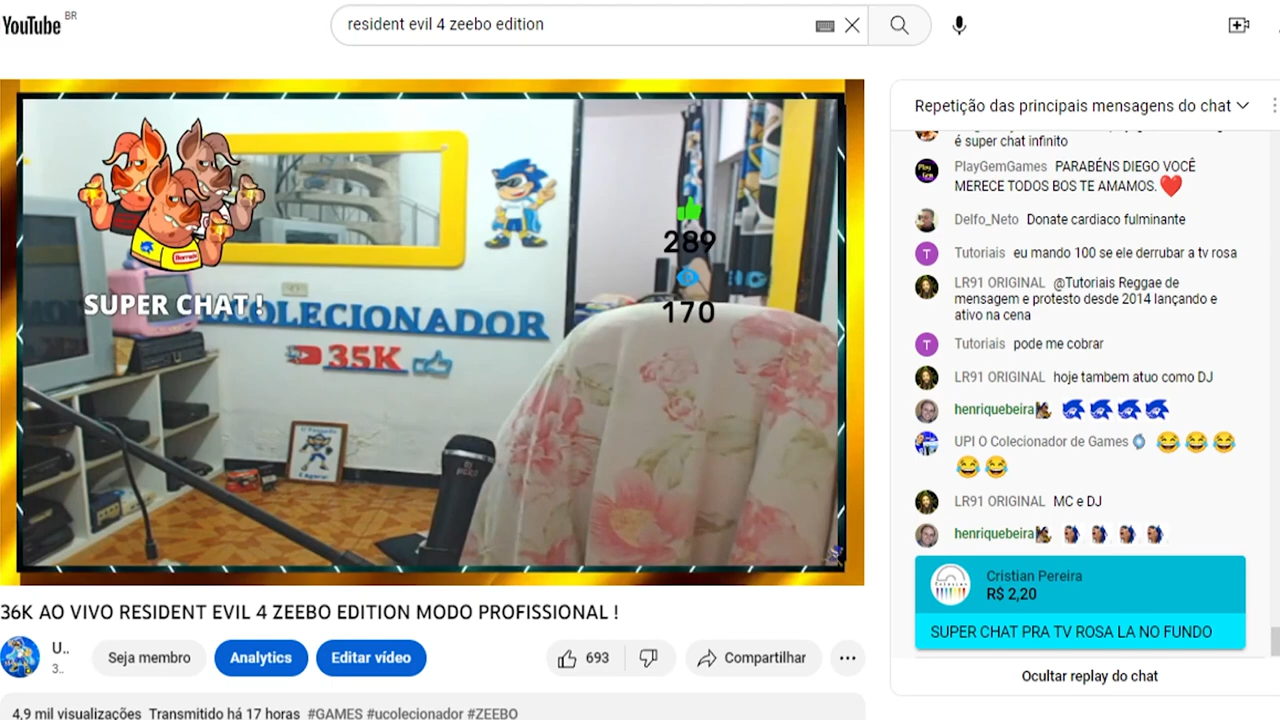 YouTube BR
resident evil 4 zeebo edition
SUPER CHAT !
UCOLECIONADOR
35K
289
170
36K AO VIVO RESIDENT EVIL 4 ZEEBO EDITION MODO PROFISSIONAL !
U..
3..
Seja membro
Analytics
Editar vídeo
693
Compartilhar
4,9 mil visualizações Transmitido há 17 horas #GAMES #ucolecionador #ZEEBO
Repetição das principais mensagens do chat
é super chat infinito
PlayGemGames PARABÉNS DIEGO VOCÊ
MERECE TODOS BOS TE AMAMOS. ❤️
Delfo_Neto Donate cardiaco fulminante
T
Tutoriais eu mando 100 se ele derrubar a tv rosa
LR91 ORIGINAL @Tutoriais Reggae de
mensagem e protesto desde 2014 lançando e
ativo na cena
T
Tutoriais pode me cobrar
LR91 ORIGINAL hoje tambem atuo como DJ
henriquebeira
UPI O Colecionador de Games 😂😂😂
😂😂
LR91 ORIGINAL MC e DJ
henriquebeira
Cristian Pereira
R$ 2,20
SUPER CHAT PRA TV ROSA LA NO FUNDO
Ocultar replay do chat